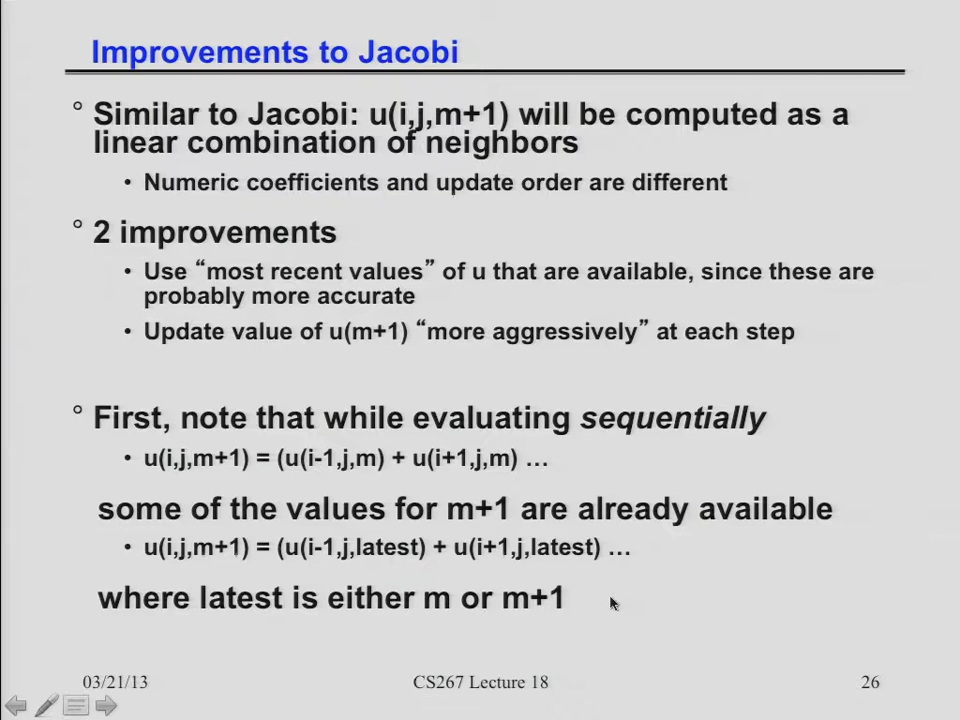 Improvements to Jacobi
° Similar to Jacobi: u(i,j,m+1) will be computed as a
linear combination of neighbors
• Numeric coefficients and update order are different
° 2 improvements
• Use “most recent values” of u that are available, since these are
probably more accurate
• Update value of u(m+1) “more aggressively” at each step
° First, note that while evaluating sequentially
• u(i,j,m+1) = (u(i-1,j,m) + u(i+1,j,m) …
some of the values for m+1 are already available
• u(i,j,m+1) = (u(i-1,j,latest) + u(i+1,j,latest) …
where latest is either m or m+1
03/21/13 CS267 Lecture 18 26